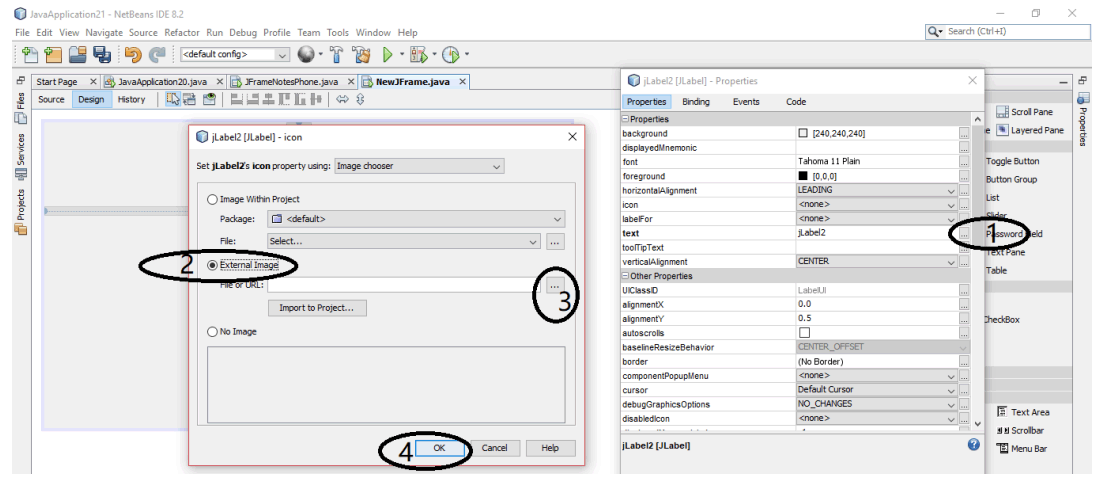 JavaApplication21 - NetBeans IDE 8.2
File Edit View Navigate Source Refactor Run Debug Profile Team Tools Window Help
Search (Ctrl+I)
<default config>
Start Page
JavaApplication20.java
JFrameNotesPhone.java
NewJFrame.java
Source Design History
Files
Services
Projects
jLabel2 [JLabel] - icon
Set jLabel2's icon property using: Image chooser
Image Within Project
Package: <default>
File: Select... ...
2 External Image
File or URL: ...
3
Import to Project...
No Image
4 OK Cancel Help
jLabel2 [JLabel] - Properties
Properties Binding Events Code
Properties
background [240,240,240] ...
displayedMnemonic ...
font Tahoma 11 Plain ...
foreground [0,0,0] ...
horizontalAlignment LEADING ...
icon <none> ...
labelFor <none> ...
text jLabel2 ...
1
toolTipText ...
verticalAlignment CENTER ...
Other Properties
UIClassID LabelUI ...
alignmentX 0.0 ...
alignmentY 0.5 ...
autoscrolls ...
baselineResizeBehavior CENTER_OFFSET
border (No Border) ...
componentPopupMenu <none> ...
cursor Default Cursor ...
debugGraphicsOptions NO_CHANGES ...
disabledIcon <none> ...
jLabel2 [JLabel]
Scroll Pane
Layered Pane
Toggle Button
Button Group
List
Slider
Password Field
Text Pane
Table
CheckBox
Text Area
Scrollbar
Menu Bar
Properties